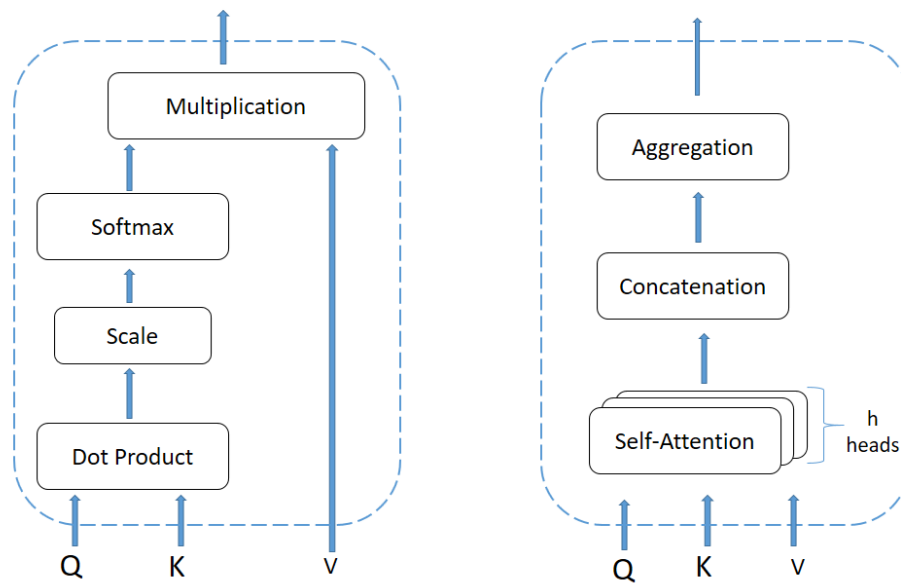 Multiplication
Softmax
Scale
Dot Product
Q K V
Aggregation
Concatenation
Self-Attention
h
heads
Q K V